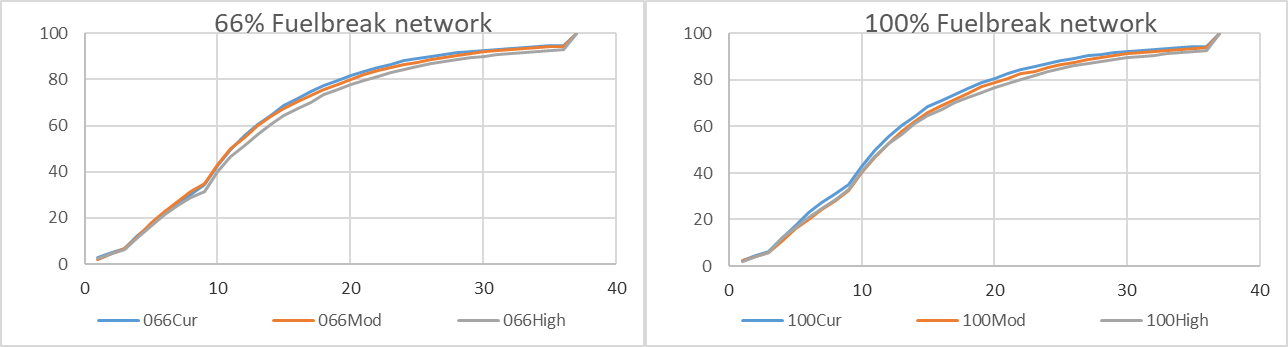 66% Fuelbreak network
100
80
60
40
20
0
0 10 20 30 40
066Cur 066Mod 066High
100% Fuelbreak network
100
80
60
40
20
0
0 10 20 30 40
100Cur 100Mod 100High